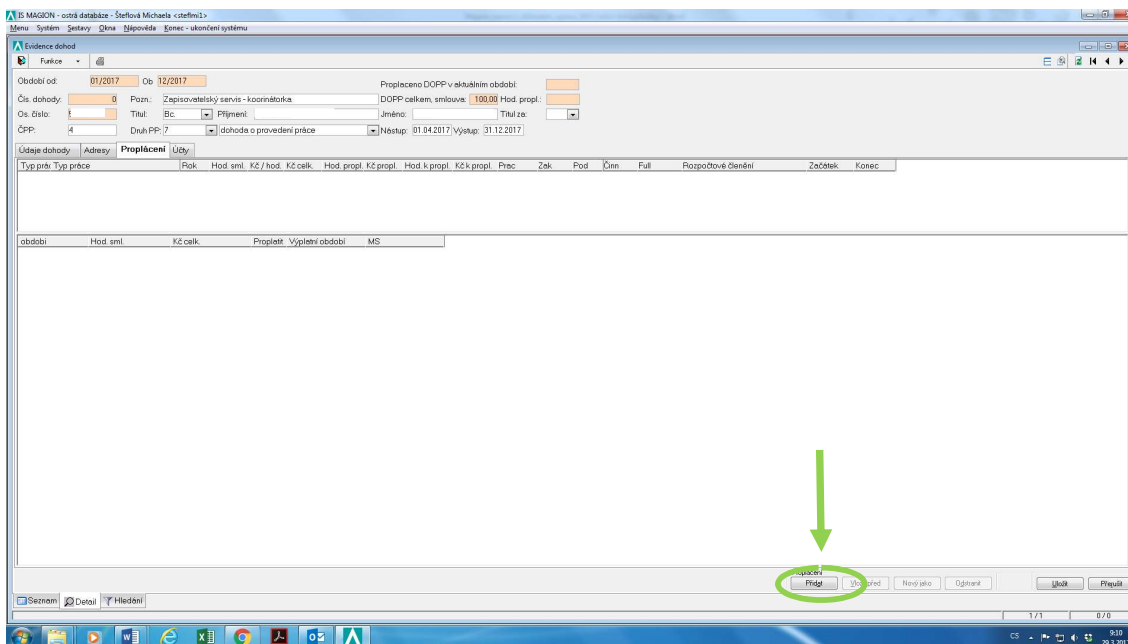 IS MAGION - ostrá databáze - Šteflová Michaela <steflmi1>
Menu Systém Sestavy Okna Nápověda Konec - ukončení systému
Evidence dohod
Funkce
Období od: 01/2017 Ob 12/2017 Proplaceno DOPP v aktuálním období:
Čís. dohody: 0 Pozn.: Zapisovatelský servis - koorinátorka DOPP celkem, smlouva: 100,00 Hod. propl.:
Os. číslo: Titul: Bc. Příjmení: Jméno: Titul za:
ČPP: 4 Druh PP: 7 dohoda o provedení práce Nástup: 01.04.2017 Výstup: 31.12.2017
Údaje dohody Adresy Proplácení Účty
Typ prá Typ práce Rok Hod. sml. Kč / hod. Kč celk. Hod. propl. Kč propl. Hod. k propl. Kč k propl. Prac Zak Pod Činn Full Rozpočtové členění Začátek Konec
období Hod. sml. Kč celk. Proplatit Výplatní období MS
Proplácení
Přidat před Nový jako Odstranit Uložit Přerušit
Seznam Detail Hledání
1 / 1 0 / 0
CS 9:10
29.3.201